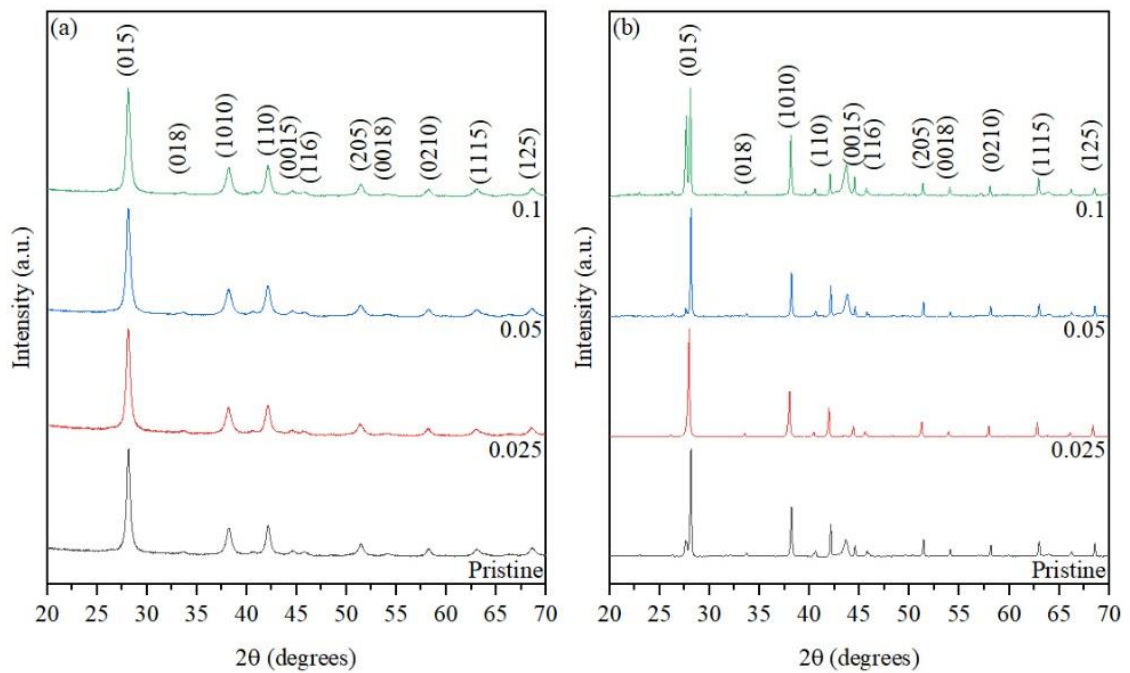 (a)
(015)
(018)
(1010)
(110)
(0015)
(116)
(205)
(0018)
(0210)
(1115)
(125)
0.1
0.05
0.025
Pristine
Intensity (a.u.)
20 25 30 35 40 45 50 55 60 65 70
2θ (degrees)
(b)
(015)
(018)
(1010)
(110)
(0015)
(116)
(205)
(0018)
(0210)
(1115)
(125)
0.1
0.05
0.025
Pristine
Intensity (a.u.)
20 25 30 35 40 45 50 55 60 65 70
2θ (degrees)